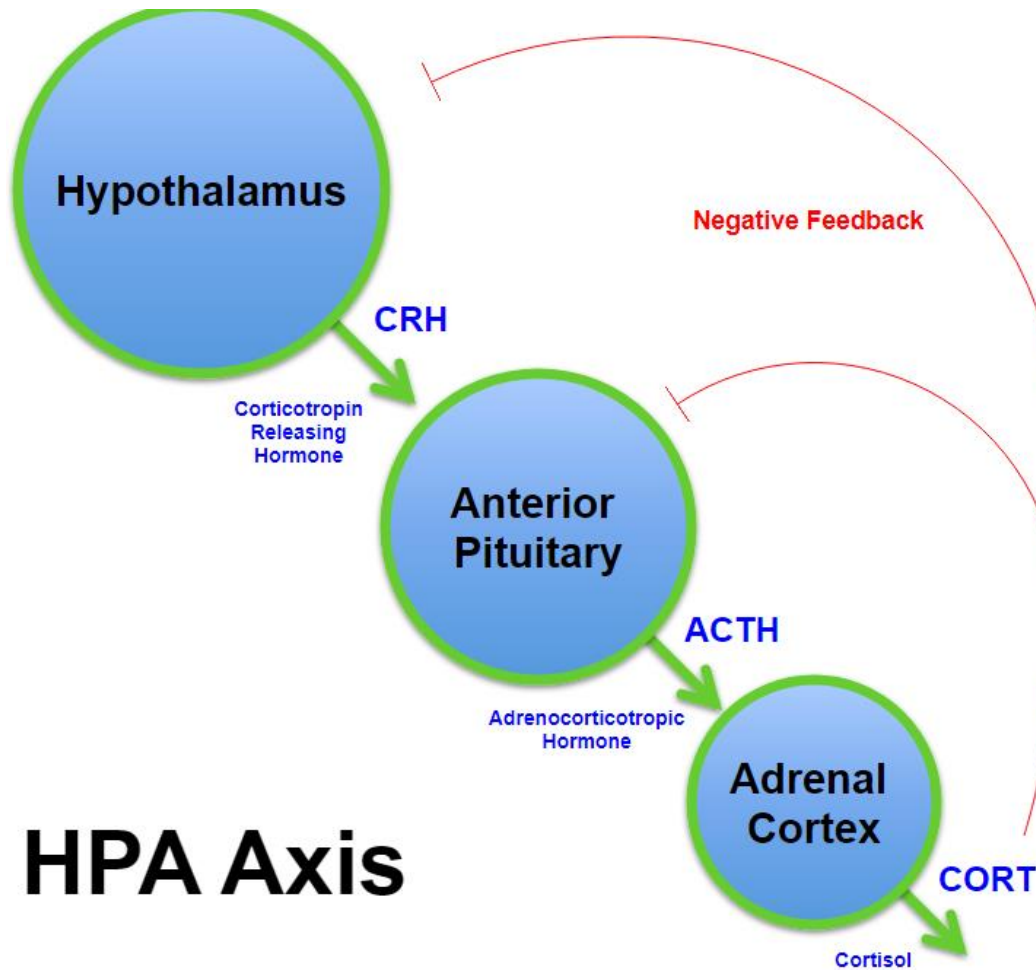 Hypothalamus
Negative Feedback
CRH
Corticotropin
Releasing
Hormone
Anterior
Pituitary
ACTH
Adrenocorticotropic
Hormone
Adrenal
Cortex
HPA Axis
CORT
Cortisol